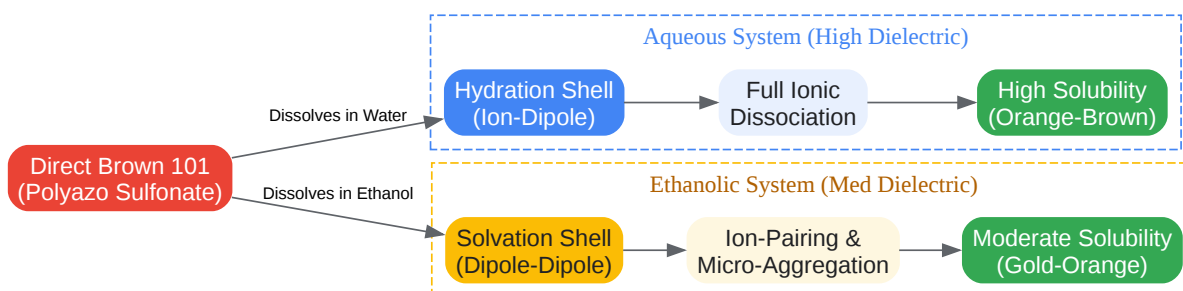 Aqueous System (High Dielectric)
Hydration Shell
(Ion-Dipole)
Full Ionic
Dissociation
High Solubility
(Orange-Brown)
Dissolves in Water
Direct Brown 101
(Polyazo Sulfonate)
Dissolves in Ethanol
Ethanolic System (Med Dielectric)
Solvation Shell
(Dipole-Dipole)
Ion-Pairing &
Micro-Aggregation
Moderate Solubility
(Gold-Orange)